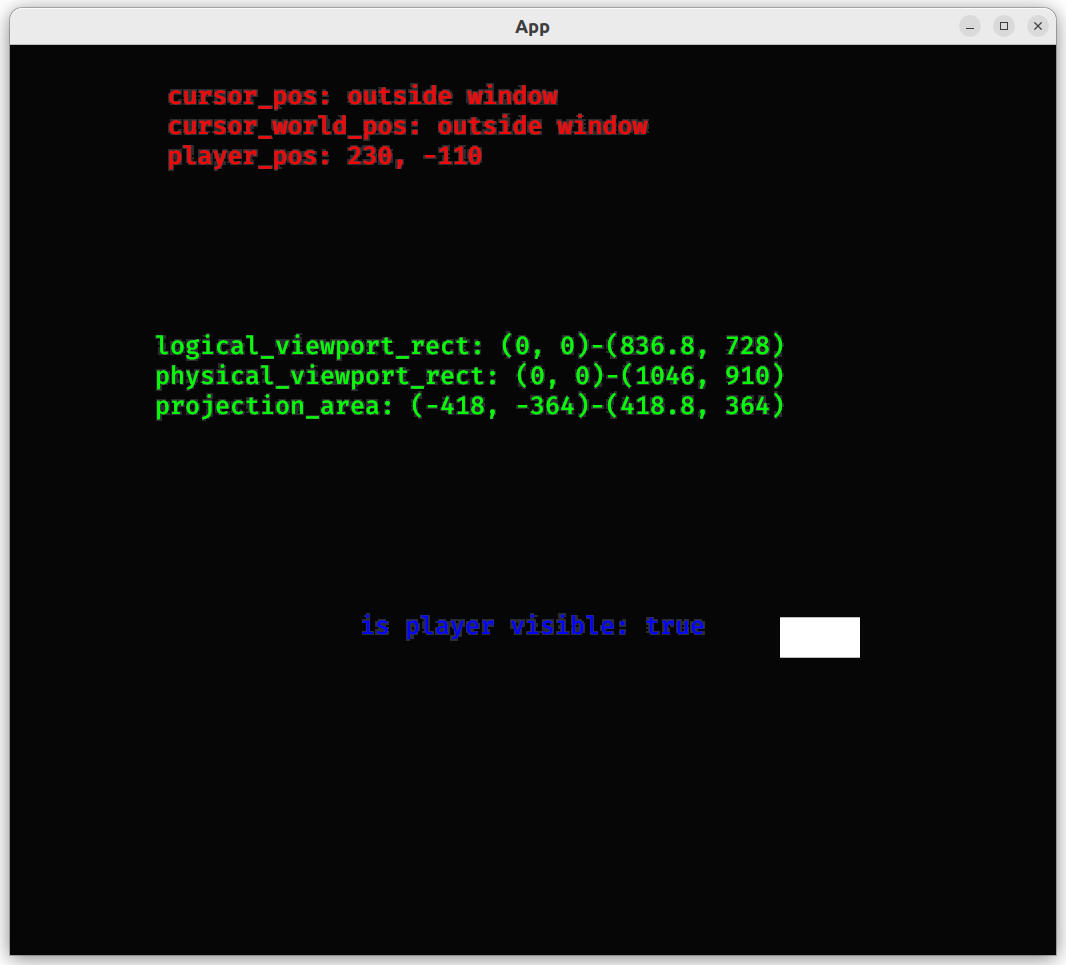 App
cursor_pos: outside window
cursor_world_pos: outside window
player_pos: 230, -110
logical_viewport_rect: (0, 0)-(836.8, 728)
physical_viewport_rect: (0, 0)-(1046, 910)
projection_area: (-418, -364)-(418.8, 364)
is player visible: true